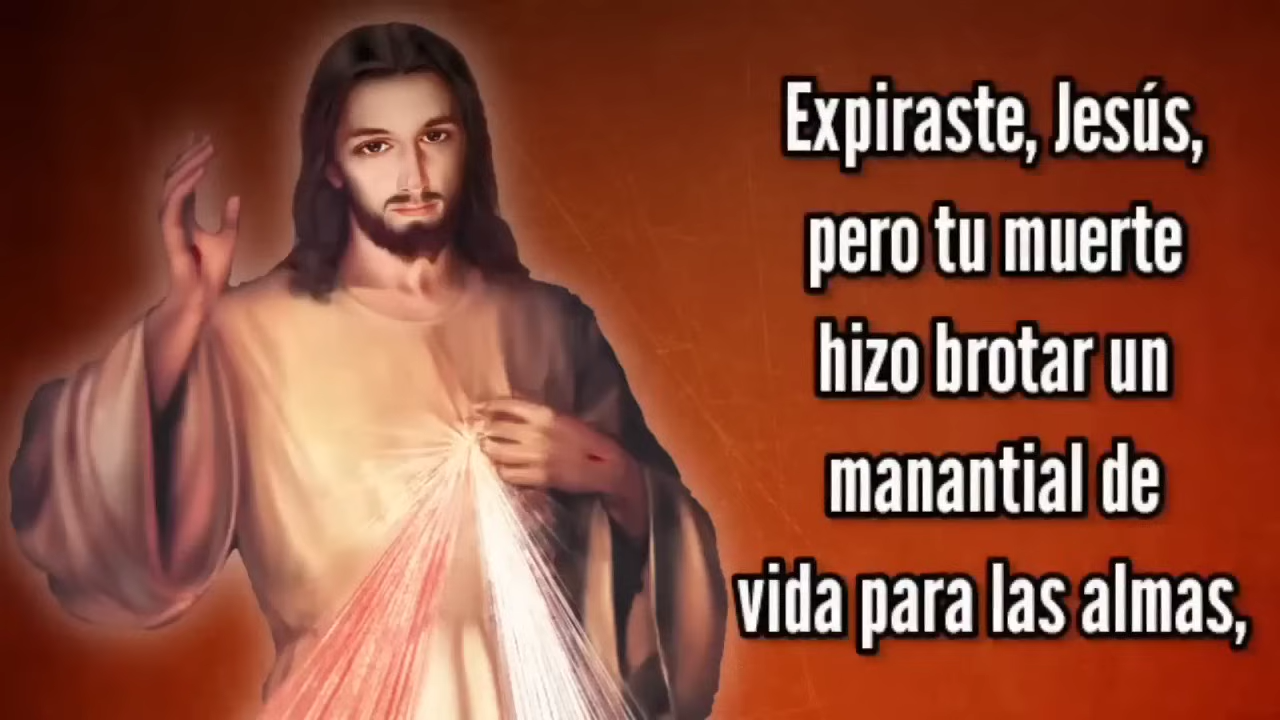 Expiraste, Jesús,
pero tu muerte
hizo brotar un
manantial de
vida para las almas,